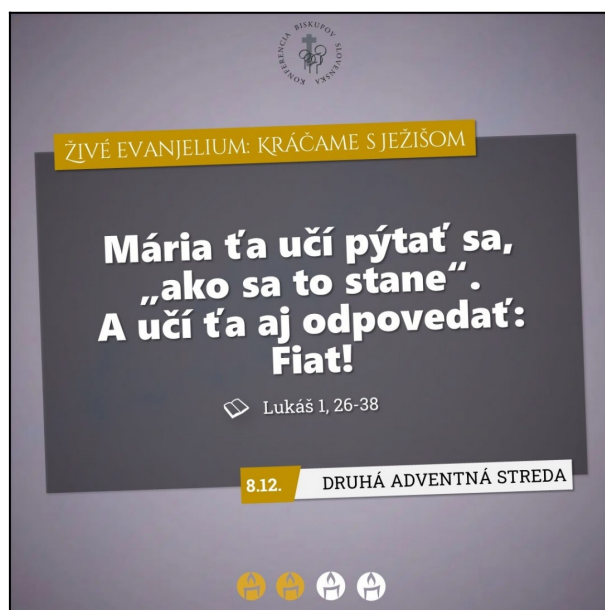 KONFERENCIA BISKUPOV SLOVENSKA
ŽIVÉ EVANJELIUM: KRÁČAME S JEŽIŠOM
Mária ťa učí pýtať sa,
„ako sa to stane“.
A učí ťa aj odpovedať:
Fiat!
Lukáš 1, 26-38
8.12. DRUHÁ ADVENTNÁ STREDA